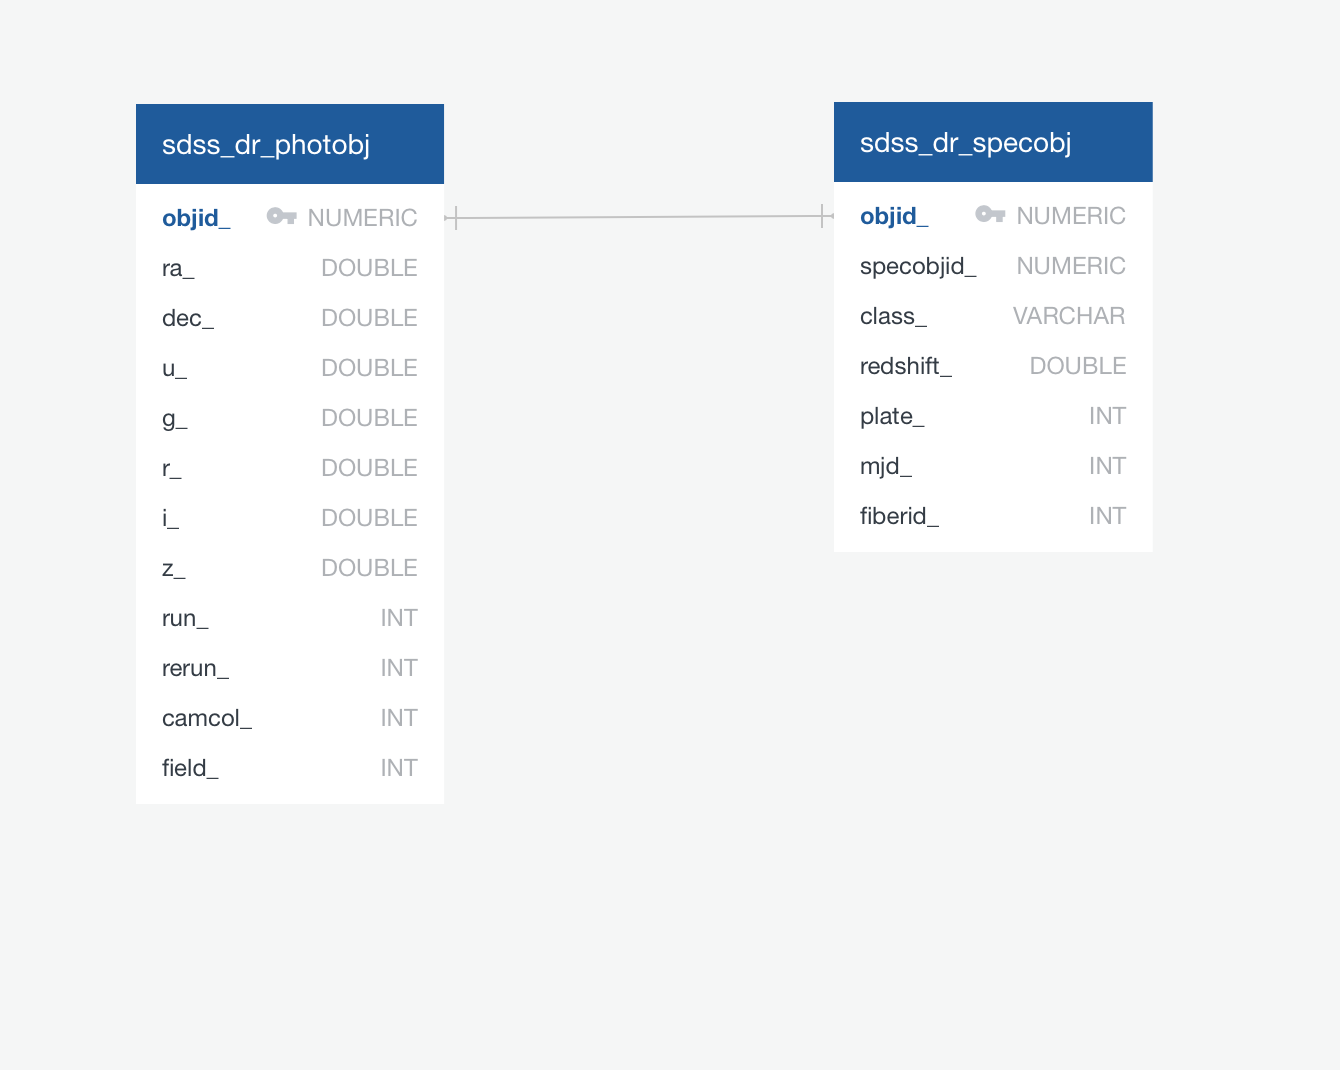 sdss_dr_photobj
objid_ NUMERIC
ra_ DOUBLE
dec_ DOUBLE
u_ DOUBLE
g_ DOUBLE
r_ DOUBLE
i_ DOUBLE
z_ DOUBLE
run_ INT
rerun_ INT
camcol_ INT
field_ INT
sdss_dr_specobj
objid_ NUMERIC
specobjid_ NUMERIC
class_ VARCHAR
redshift_ DOUBLE
plate_ INT
mjd_ INT
fiberid_ INT